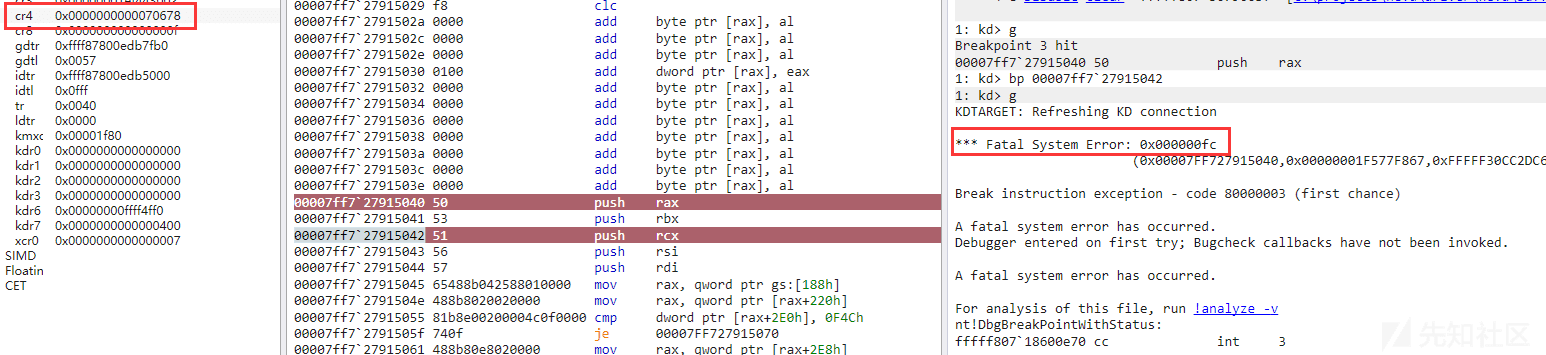 cr4 0x0000000000070678
cr8 0x000000000000000f
gdtr 0xffff87800edb7fb0
gdtl 0x0057
idtr 0xffff87800edb5000
idtl 0x0fff
tr 0x0040
ldtr 0x0000
kmxc 0x00001f80
kdr0 0x0000000000000000
kdr1 0x0000000000000000
kdr2 0x0000000000000000
kdr3 0x0000000000000000
kdr6 0x00000000ffff4ff0
kdr7 0x0000000000000400
xcr0 0x0000000000000007
SIMD
Floatin
CET
00007ff7`27915029 f8 clc
00007ff7`2791502a 0000 add byte ptr [rax], al
00007ff7`2791502c 0000 add byte ptr [rax], al
00007ff7`2791502e 0000 add byte ptr [rax], al
00007ff7`27915030 0100 add dword ptr [rax], eax
00007ff7`27915032 0000 add byte ptr [rax], al
00007ff7`27915034 0000 add byte ptr [rax], al
00007ff7`27915036 0000 add byte ptr [rax], al
00007ff7`27915038 0000 add byte ptr [rax], al
00007ff7`2791503a 0000 add byte ptr [rax], al
00007ff7`2791503c 0000 add byte ptr [rax], al
00007ff7`2791503e 0000 add byte ptr [rax], al
00007ff7`27915040 50 push rax
00007ff7`27915041 53 push rbx
00007ff7`27915042 51 push rcx
00007ff7`27915043 56 push rsi
00007ff7`27915044 57 push rdi
00007ff7`27915045 65488b042588010000 mov rax, qword ptr gs:[188h]
00007ff7`2791504e 488b8020020000 mov rax, qword ptr [rax+220h]
00007ff7`27915055 81b8e00200004c0f0000 cmp dword ptr [rax+2E0h], 0F4Ch
00007ff7`2791505f 740f je 00007FF727915070
00007ff7`27915061 488b80e8020000 mov rax, qword ptr [rax+2E8h]
1: kd> g
Breakpoint 3 hit
00007ff7`27915040 50 push rax
1: kd> bp 00007ff7`27915042
1: kd> g
KDTARGET: Refreshing KD connection
*** Fatal System Error: 0x000000fc
(0x00007FF727915040,0x00000001F577F867,0xFFFFF30CC2DC6
Break instruction exception - code 80000003 (first chance)
A fatal system error has occurred.
Debugger entered on first try; Bugcheck callbacks have not been invoked.
A fatal system error has occurred.
For analysis of this file, run !analyze -v
nt!DbgBreakPointWithStatus:
fffff807`18600e70 cc int 3
先知社区